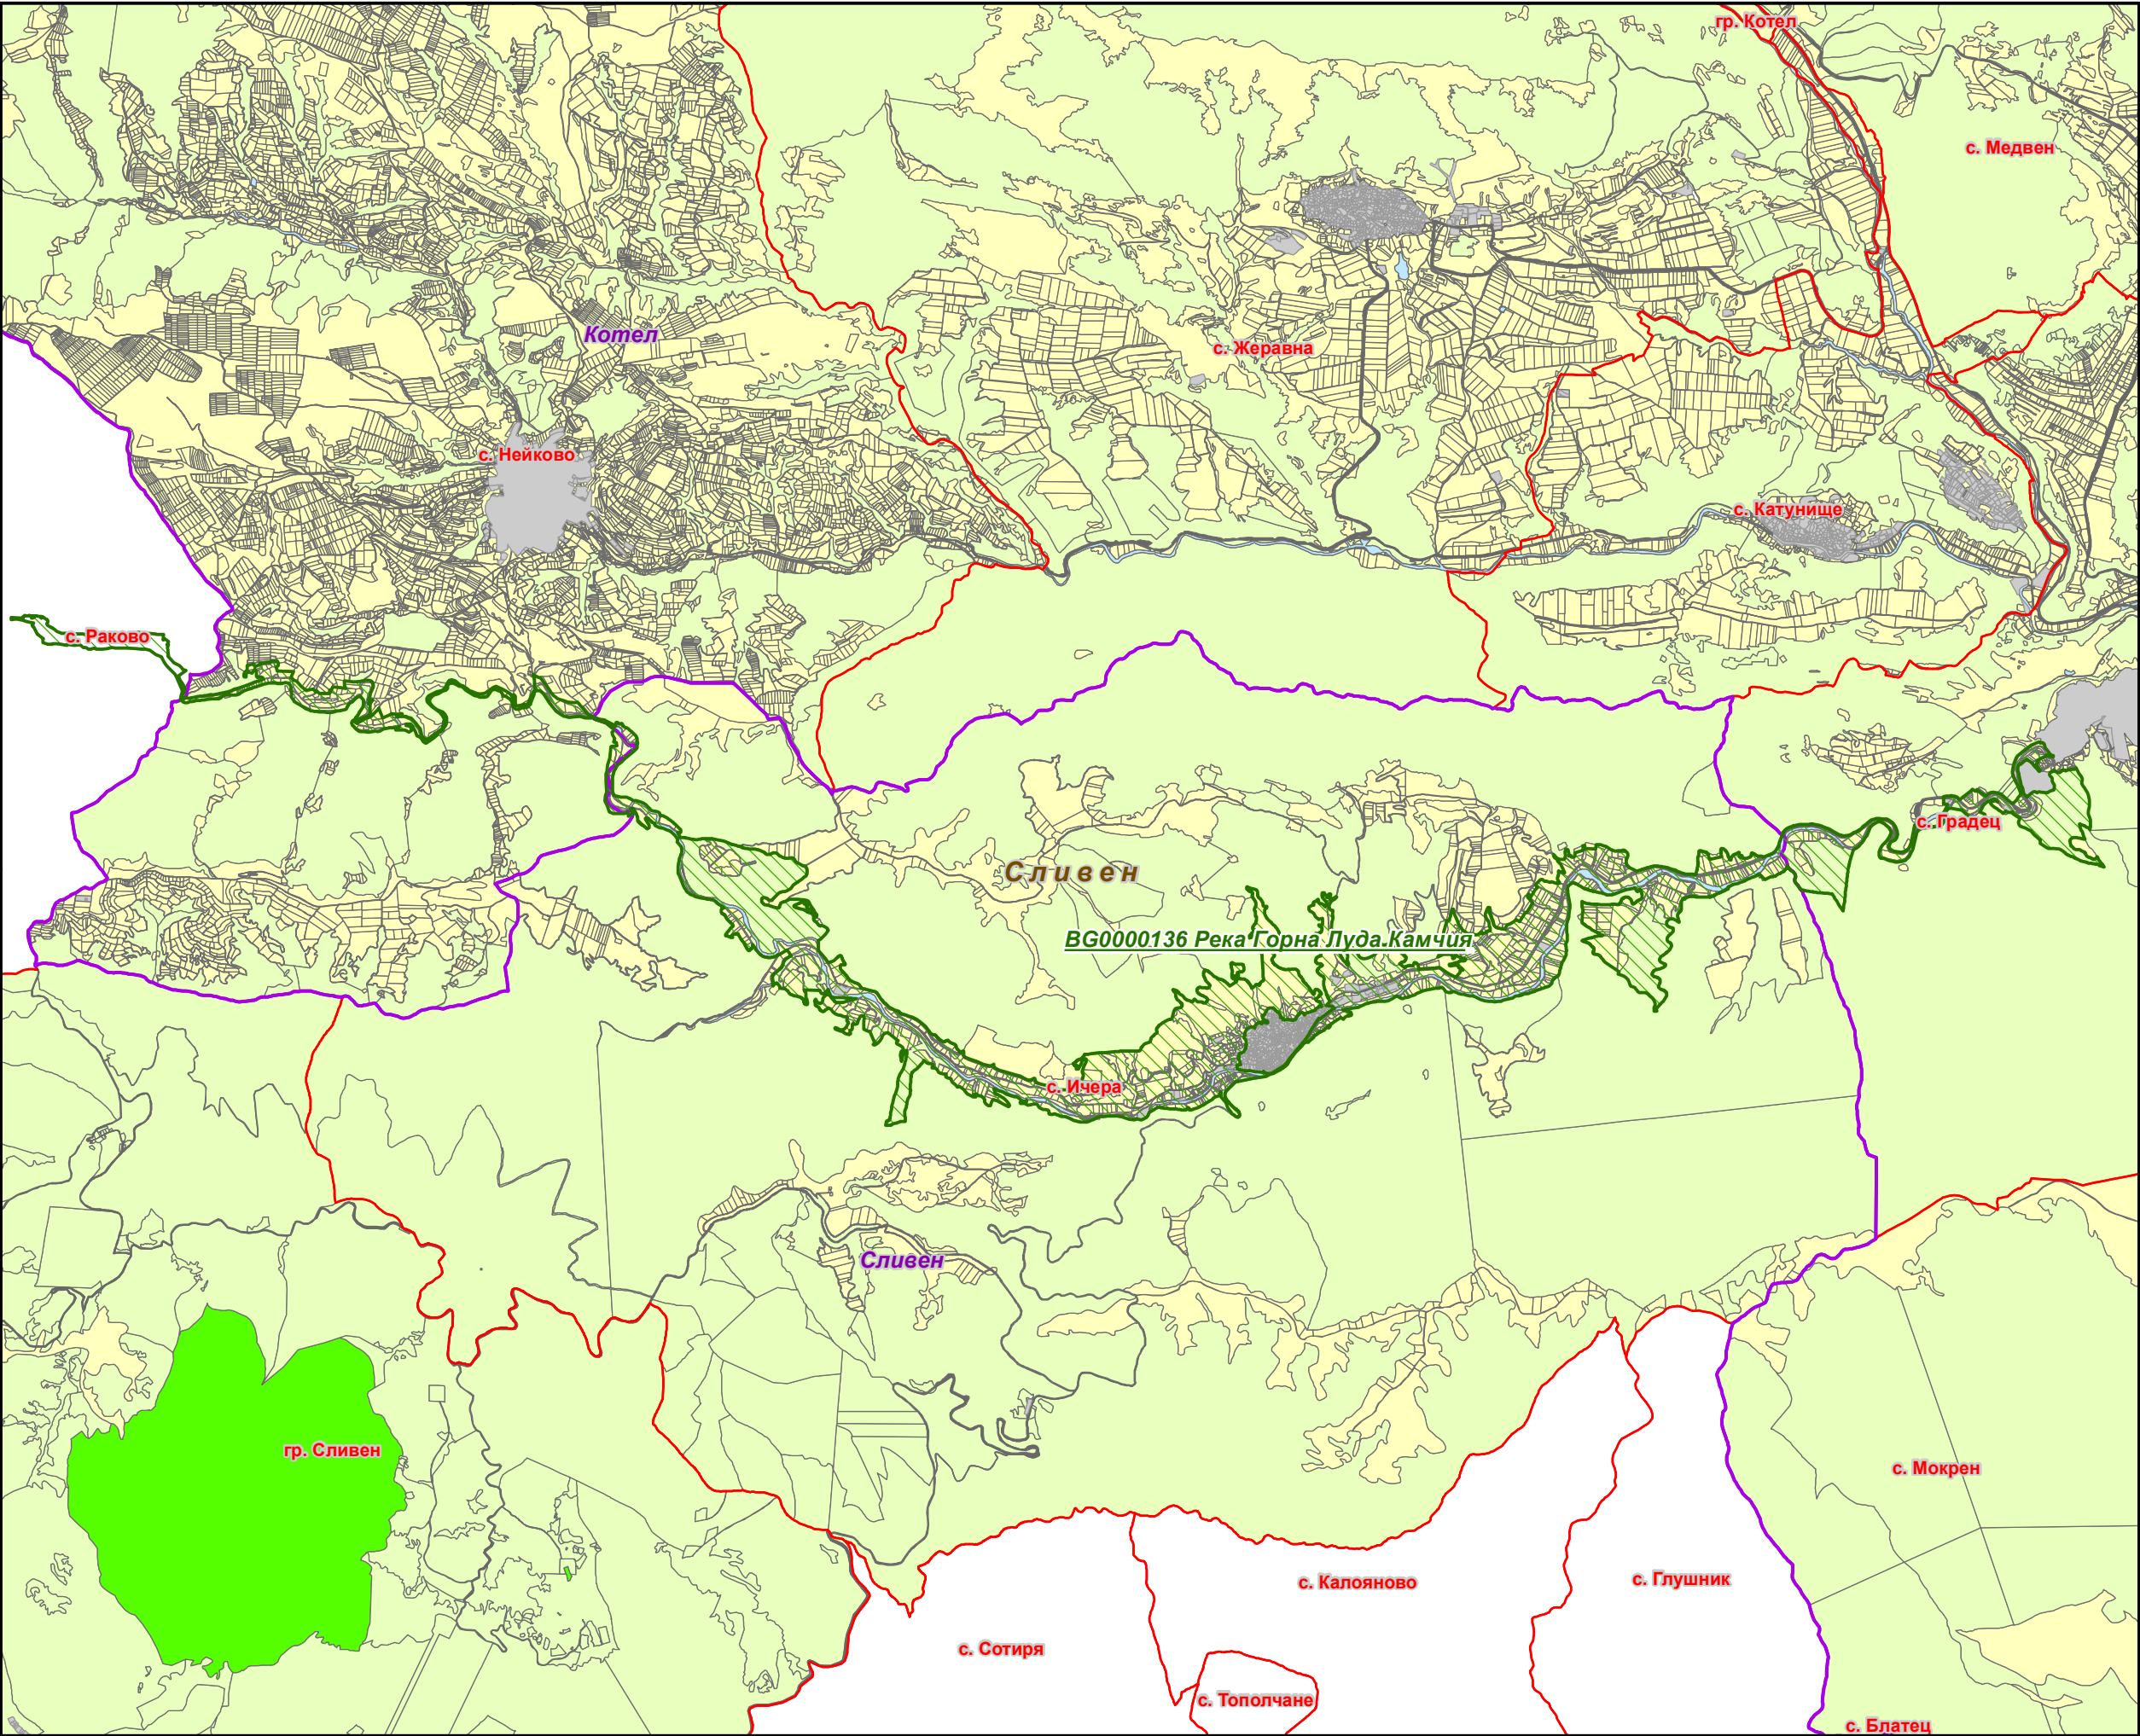 гр. Котел
с. Медвен
Котел
с. Жеравна
с. Нейково
с. Катунище
с. Раково
с. Градец
Сливен
BG0000136 Река Горна Луда Камчия
с. Ичера
Сливен
гр. Сливен
с. Мокрен
с. Калояново
с. Глушник
с. Сотиря
с. Тополчане
с. Блатец